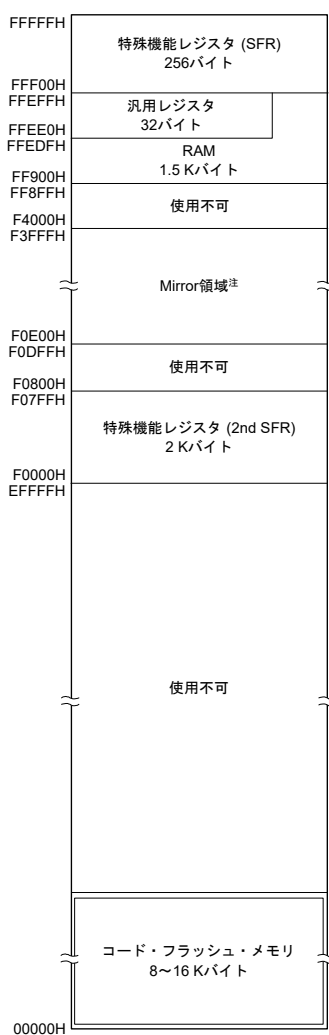 FFFFFH
特殊機能レジスタ (SFR)
256バイト
FFF00H
FFEFFH
汎用レジスタ
32バイト
FFEE0H
FFEDFH
RAM
1.5 Kバイト
FF900H
FF8FFH
使用不可
F4000H
F3FFFH
Mirror領域注
F0E00H
F0DFFH
使用不可
F0800H
F07FFH
特殊機能レジスタ (2nd SFR)
2 Kバイト
F0000H
EFFFFH
使用不可
コード・フラッシュ・メモリ
8～16 Kバイト
00000H